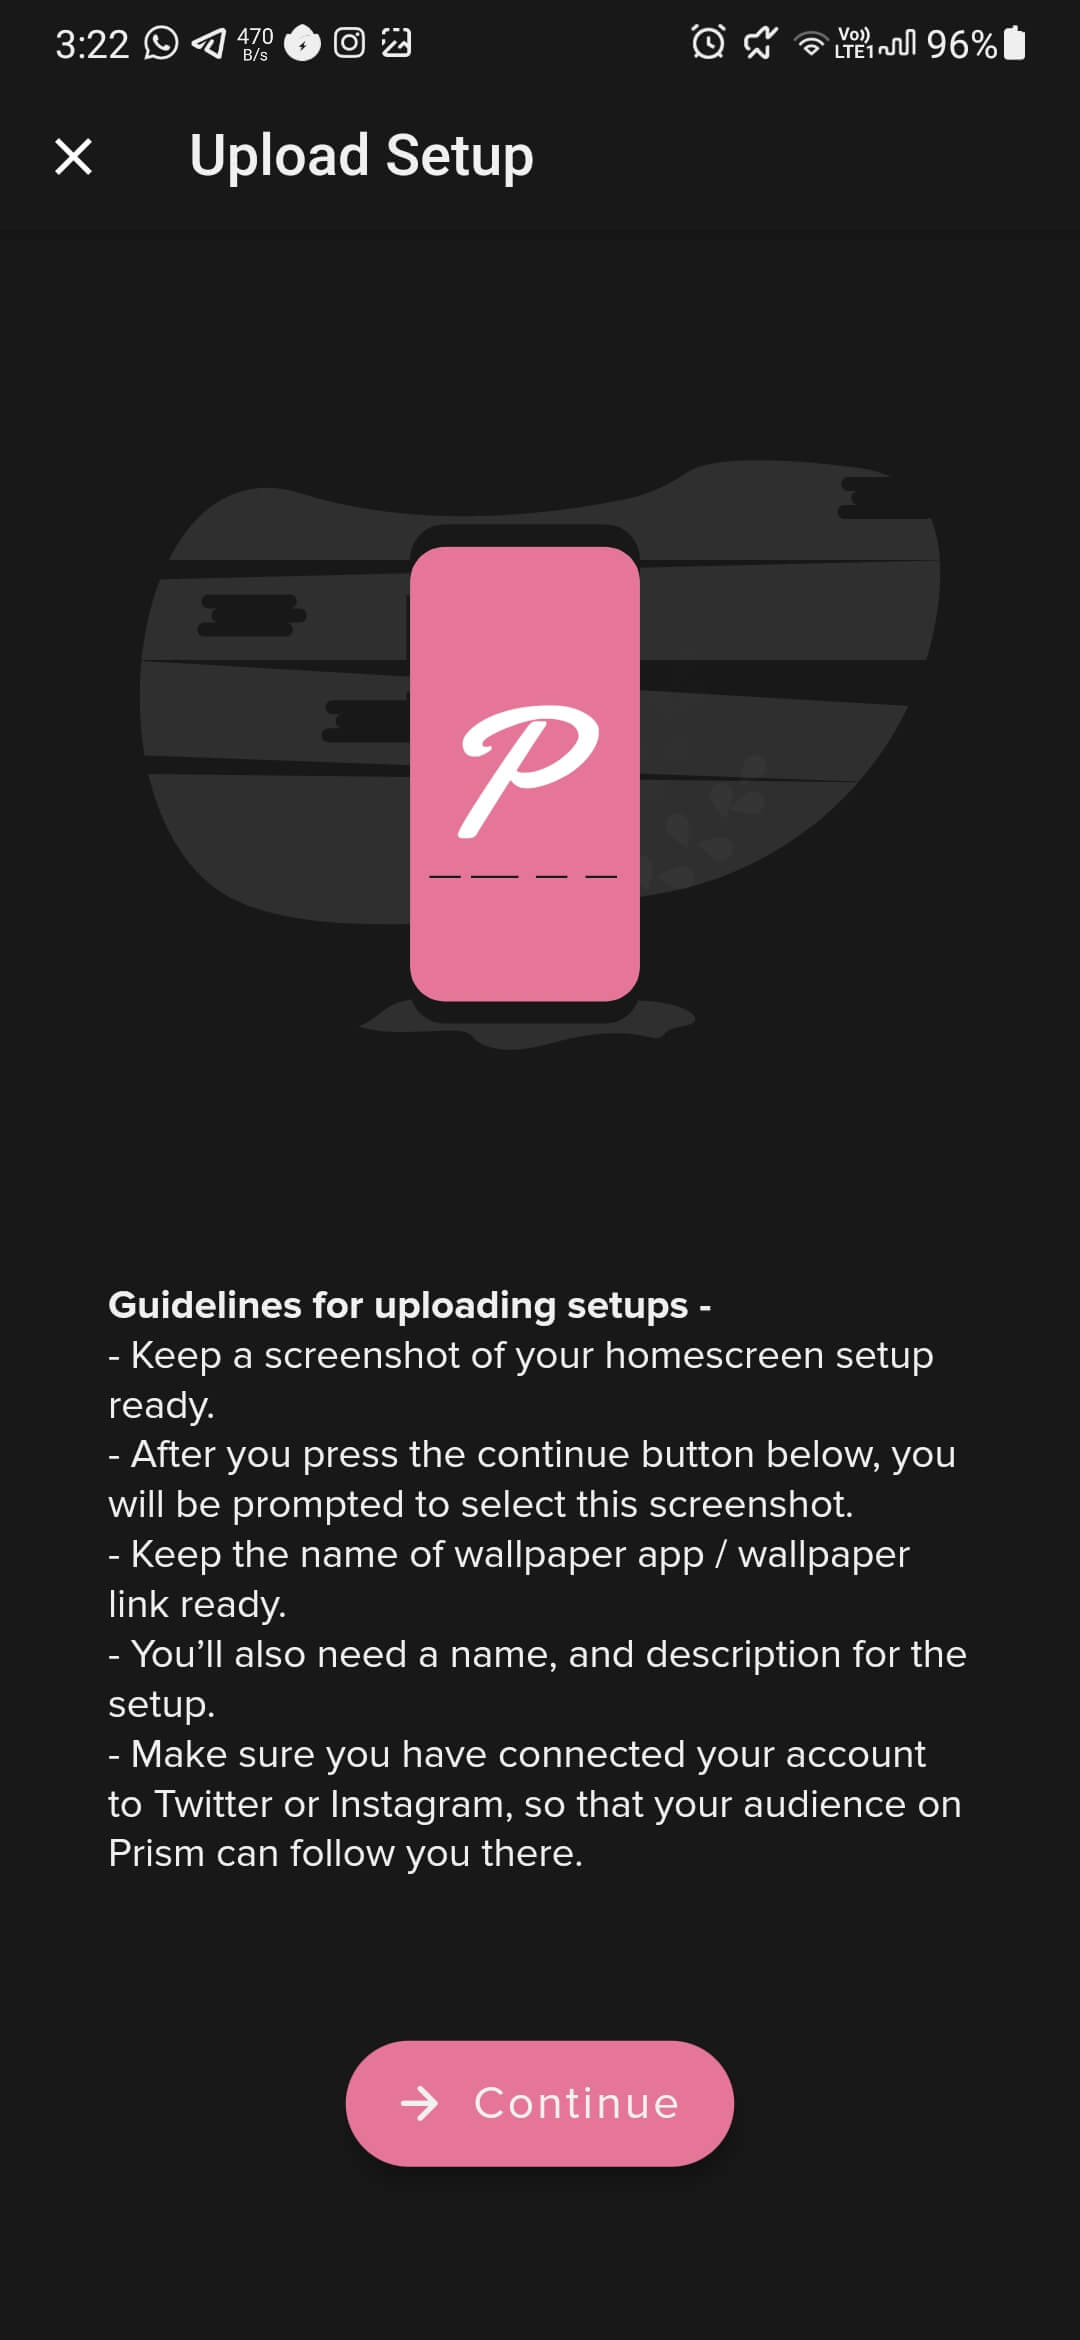 3:22 470 B/s Vo)) LTE1 96%
Upload Setup
P
Guidelines for uploading setups -
- Keep a screenshot of your homescreen setup
ready.
- After you press the continue button below, you
will be prompted to select this screenshot.
- Keep the name of wallpaper app / wallpaper
link ready.
- You’ll also need a name, and description for the
setup.
- Make sure you have connected your account
to Twitter or Instagram, so that your audience on
Prism can follow you there.
Continue